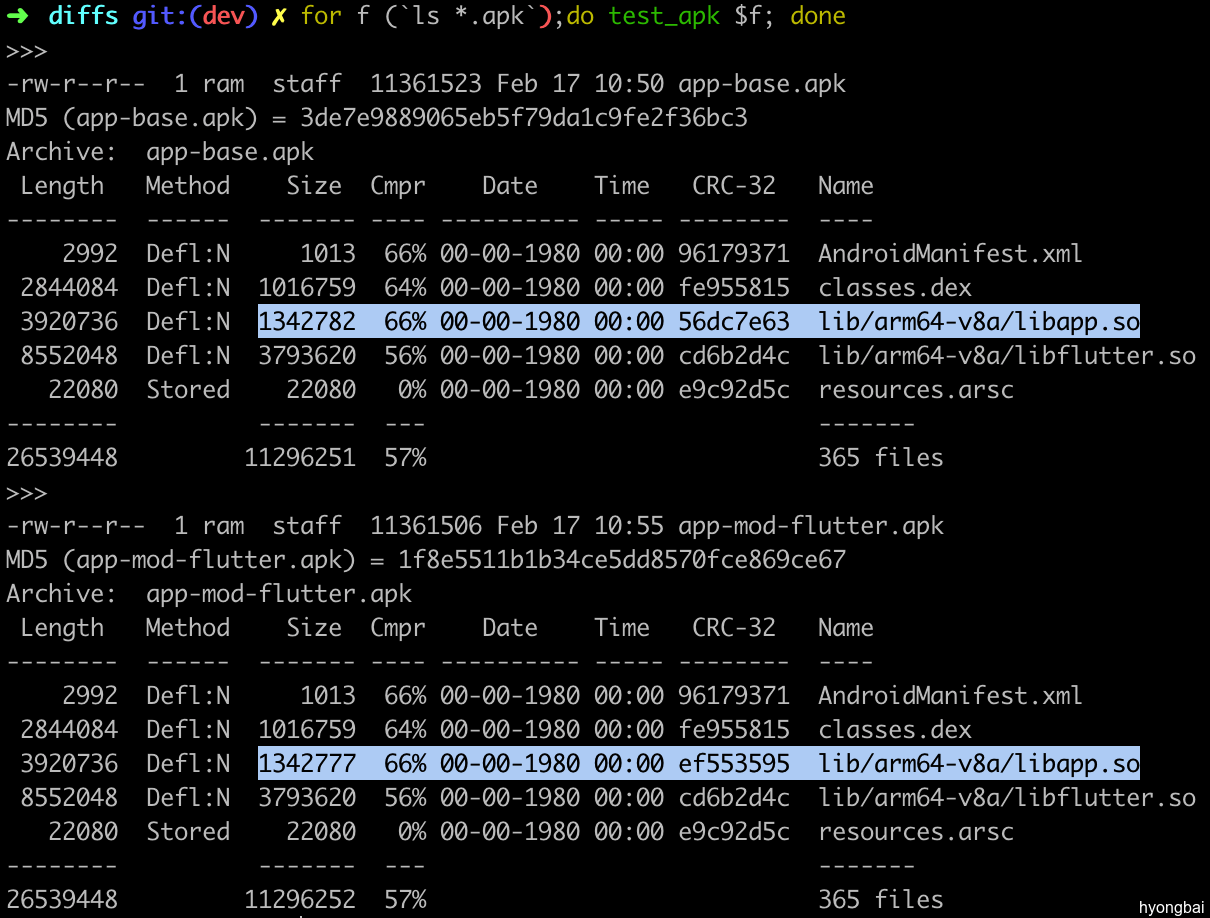 ➜ diffs git:(dev) ✗ for f (`ls *.apk`);do test_apk $f; done
>>>
-rw-r--r--  1 ram  staff  11361523 Feb 17 10:50 app-base.apk
MD5 (app-base.apk) = 3de7e9889065eb5f79da1c9fe2f36bc3
Archive:  app-base.apk
 Length   Method    Size  Cmpr    Date    Time   CRC-32   Name
--------  ------  ------- ---- ---------- ----- --------  ----
    2992  Defl:N     1013  66% 00-00-1980 00:00 96179371  AndroidManifest.xml
 2844084  Defl:N  1016759  64% 00-00-1980 00:00 fe955815  classes.dex
 3920736  Defl:N  1342782  66% 00-00-1980 00:00 56dc7e63  lib/arm64-v8a/libapp.so
 8552048  Defl:N  3793620  56% 00-00-1980 00:00 cd6b2d4c  lib/arm64-v8a/libflutter.so
   22080  Stored    22080   0% 00-00-1980 00:00 e9c92d5c  resources.arsc
--------          -------  ---                            -------
26539448         11296251  57%                            365 files
>>>
-rw-r--r--  1 ram  staff  11361506 Feb 17 10:55 app-mod-flutter.apk
MD5 (app-mod-flutter.apk) = 1f8e5511b1b34ce5dd8570fce869ce67
Archive:  app-mod-flutter.apk
 Length   Method    Size  Cmpr    Date    Time   CRC-32   Name
--------  ------  ------- ---- ---------- ----- --------  ----
    2992  Defl:N     1013  66% 00-00-1980 00:00 96179371  AndroidManifest.xml
 2844084  Defl:N  1016759  64% 00-00-1980 00:00 fe955815  classes.dex
 3920736  Defl:N  1342777  66% 00-00-1980 00:00 ef553595  lib/arm64-v8a/libapp.so
 8552048  Defl:N  3793620  56% 00-00-1980 00:00 cd6b2d4c  lib/arm64-v8a/libflutter.so
   22080  Stored    22080   0% 00-00-1980 00:00 e9c92d5c  resources.arsc
--------          -------  ---                            -------
26539448         11296252  57%                            365 files
hyongbai